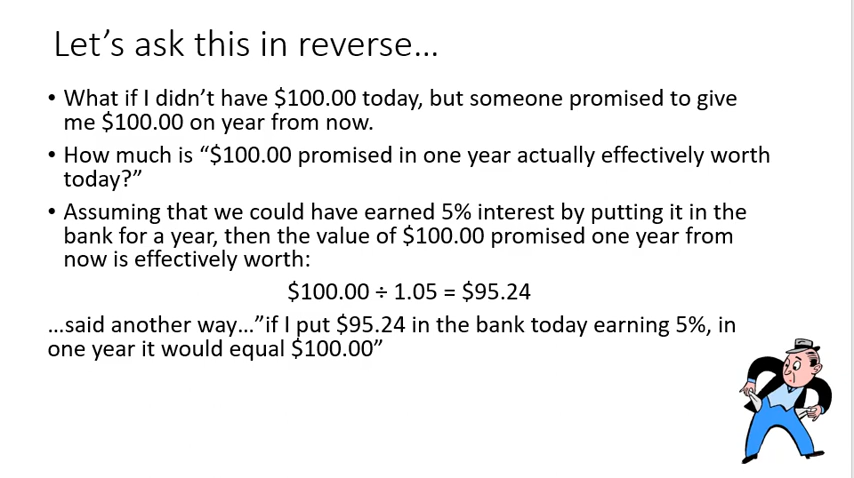 Let’s ask this in reverse…
• What if I didn’t have $100.00 today, but someone promised to give
me $100.00 on year from now.
• How much is “$100.00 promised in one year actually effectively worth
today?”
• Assuming that we could have earned 5% interest by putting it in the
bank for a year, then the value of $100.00 promised one year from
now is effectively worth:
$100.00 ÷ 1.05 = $95.24
…said another way…”if I put $95.24 in the bank today earning 5%, in
one year it would equal $100.00”